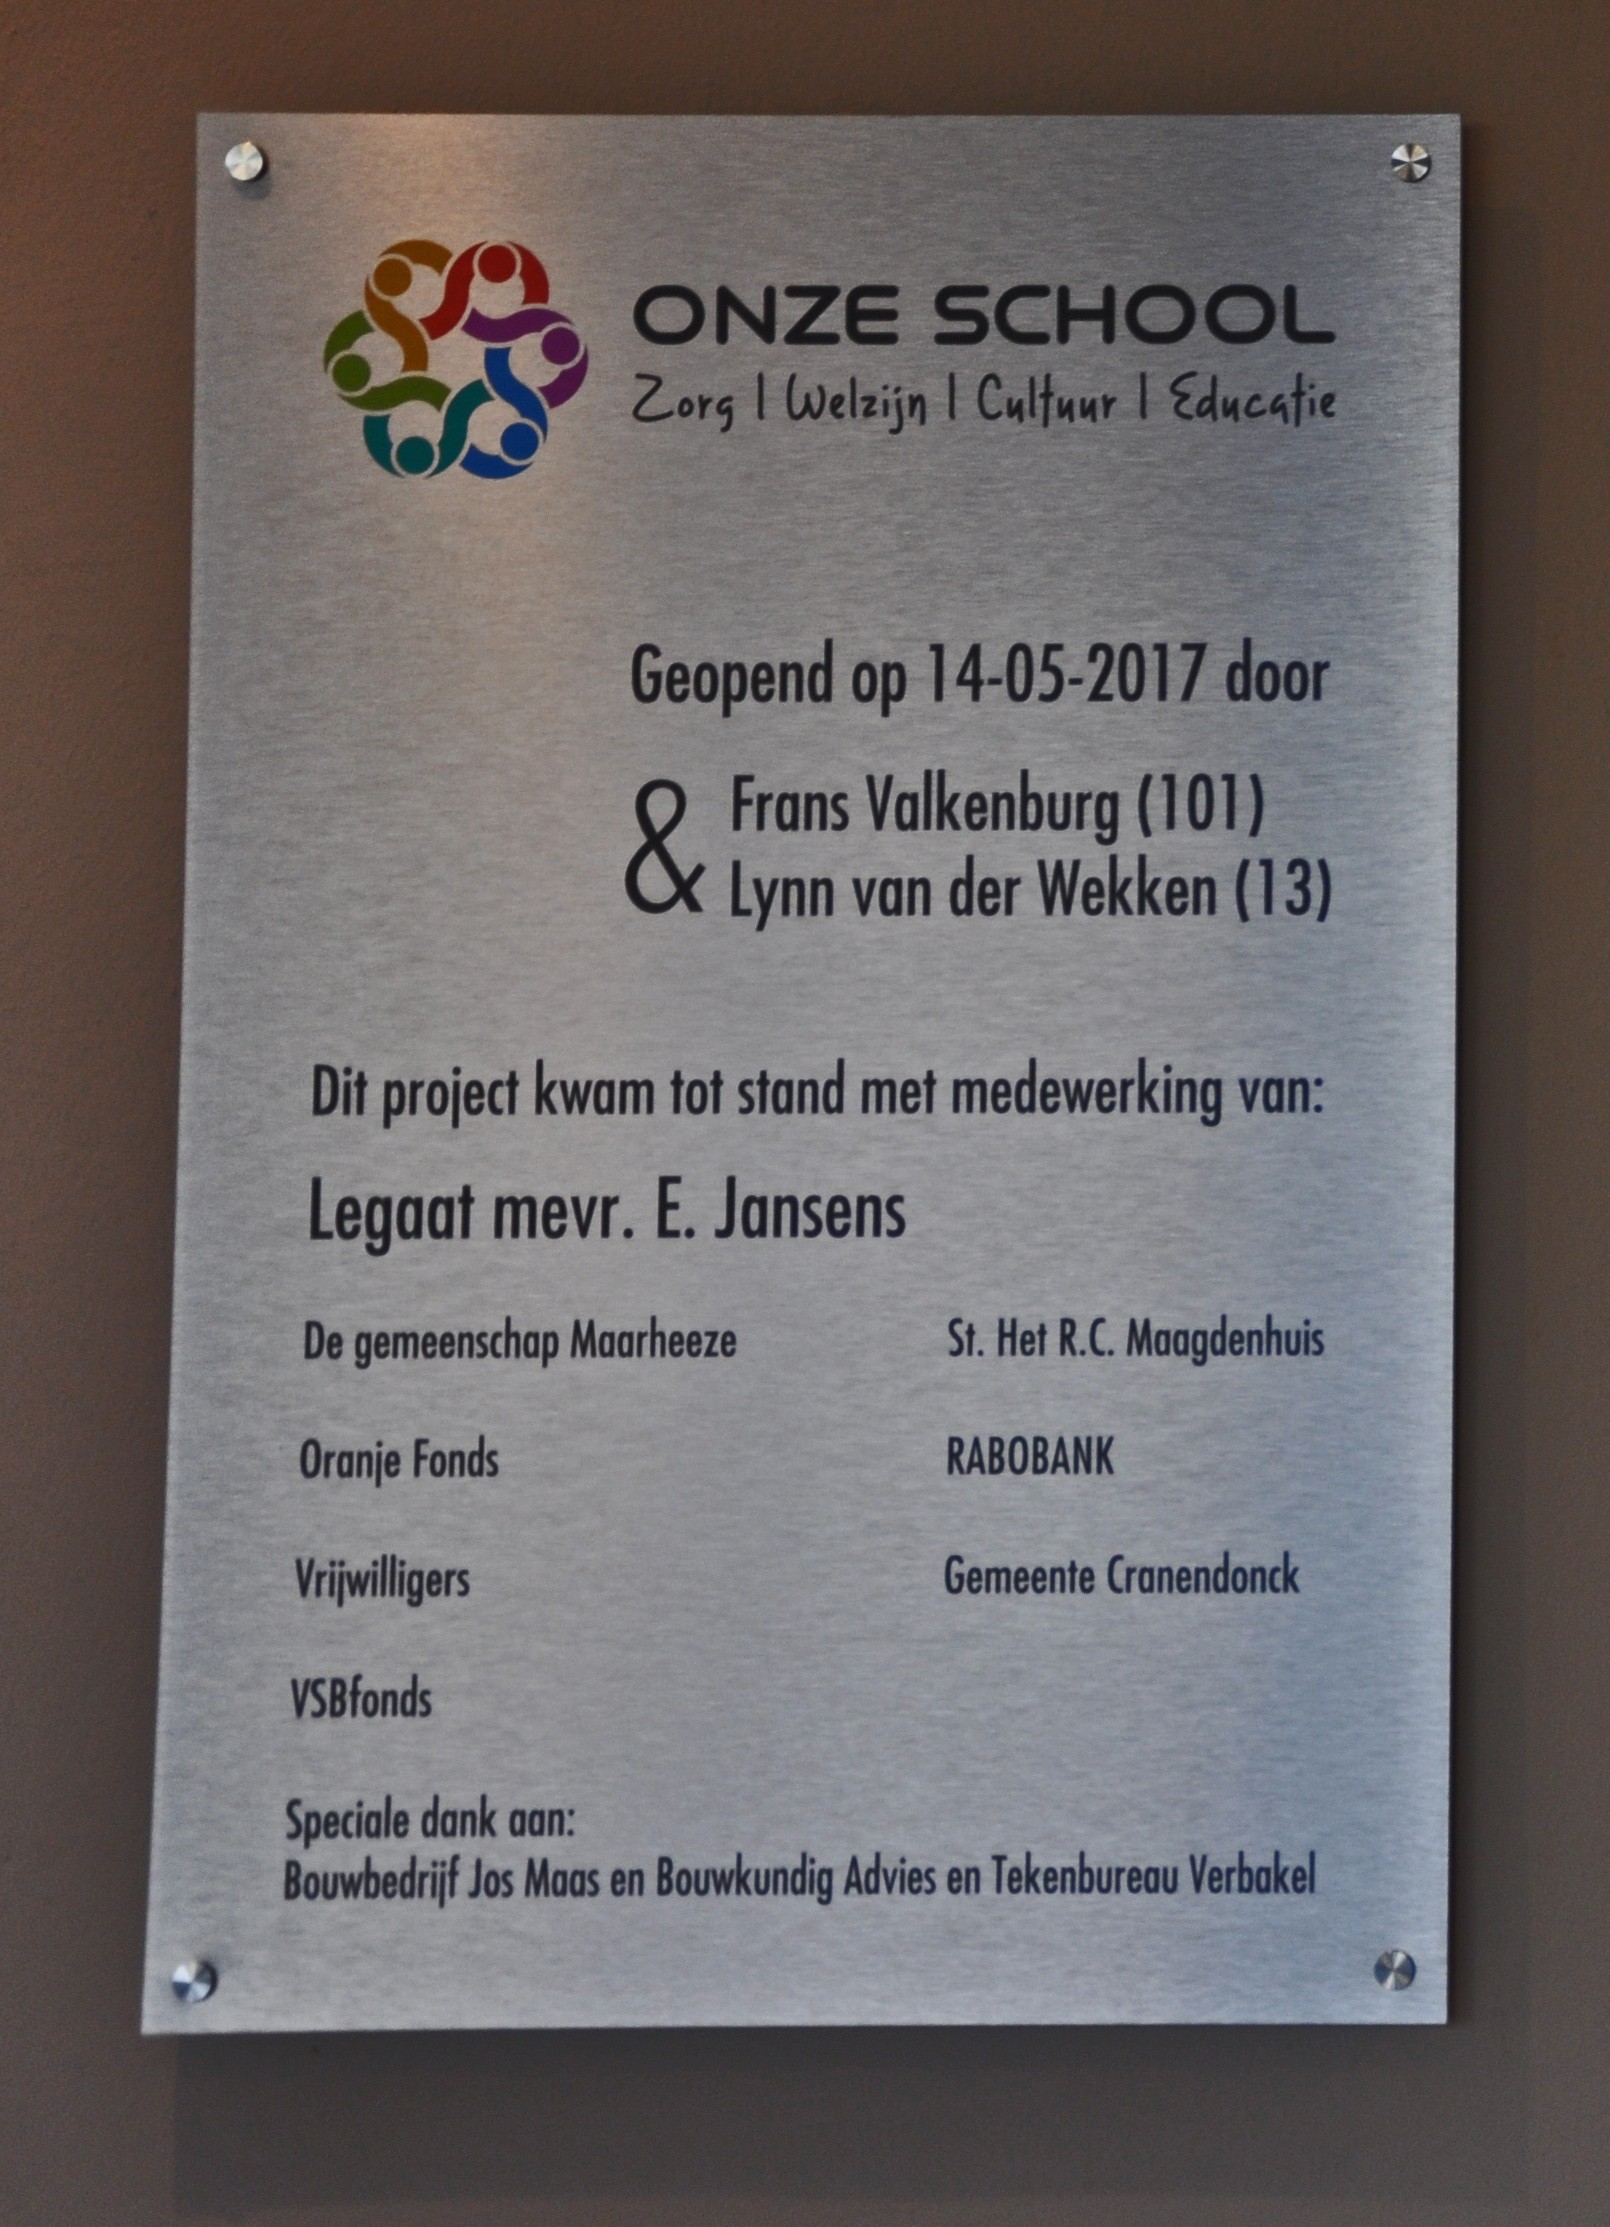 ONZE SCHOOL
Zorg | Welzijn | Cultuur | Educatie
Geopend op 14-05-2017 door
& Frans Valkenburg (101)
Lynn van der Wekken (13)
Dit project kwam tot stand met medewerking van:
Legaat mevr. E. Jansens
De gemeenschap Maarheeze St. Het R.C. Maagdenhuis
Oranje Fonds RABOBANK
Vrijwilligers Gemeente Cranendonck
VSBfonds
Speciale dank aan:
Bouwbedrijf Jos Maas en Bouwkundig Advies en Tekenbureau Verbakel